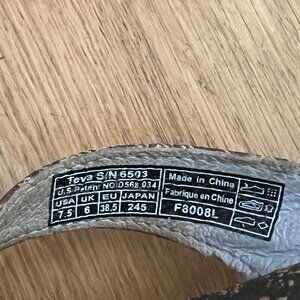 Teva S/N 6503
U.S.Patent NO.D568 034
USA UK EU JAPAN
7.5 6 38.5 245
Made in China
Fabriqué en China
F8008L